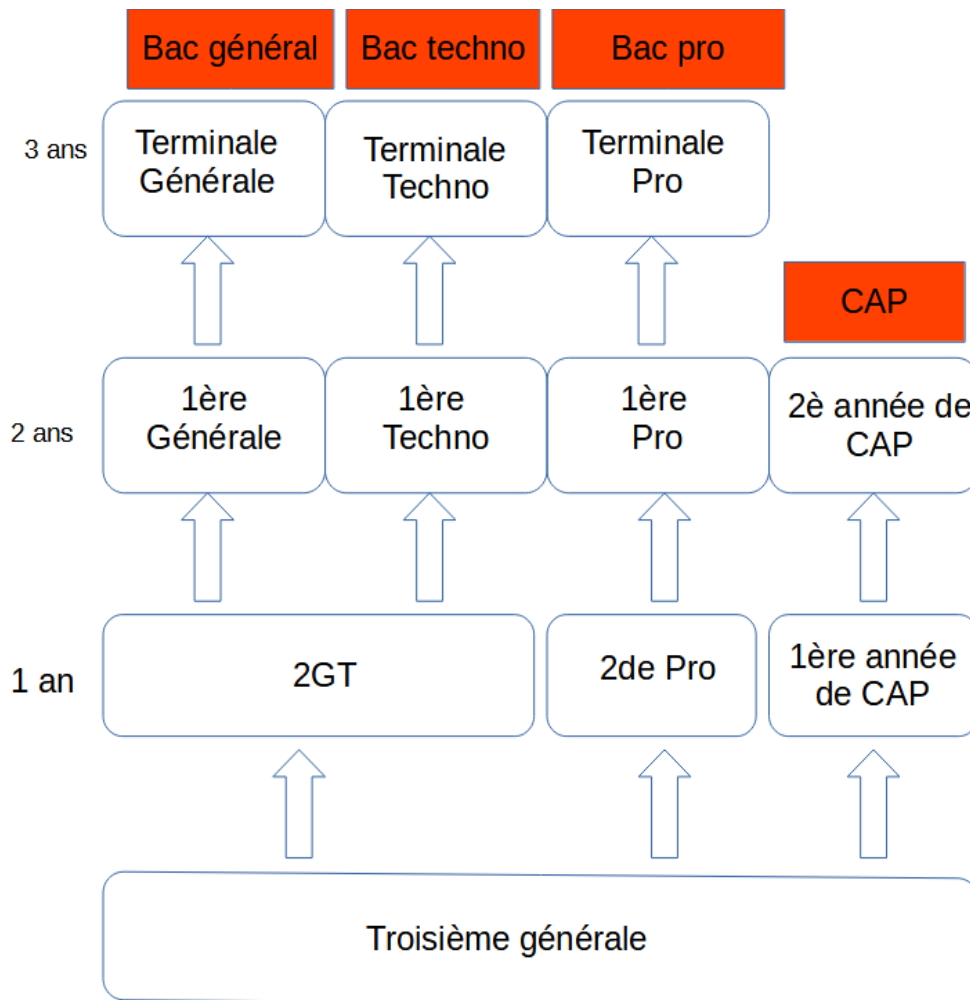 Bac général
Bac techno
Bac pro
3 ans
Terminale
Générale
Terminale
Techno
Terminale
Pro
CAP
2 ans
1ère
Générale
1ère
Techno
1ère
Pro
2è année de
CAP
1 an
2GT
2de Pro
1ère année
de CAP
Troisième générale